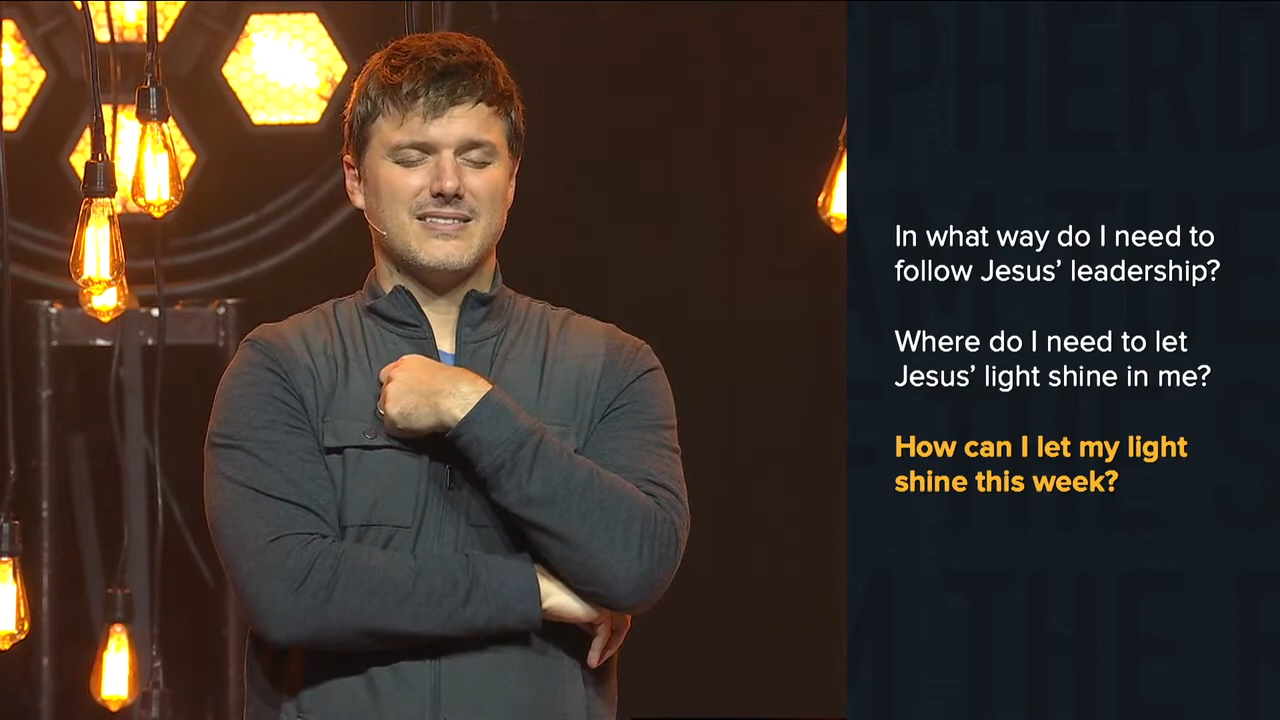 In what way do I need to
follow Jesus’ leadership?
Where do I need to let
Jesus’ light shine in me?
How can I let my light
shine this week?